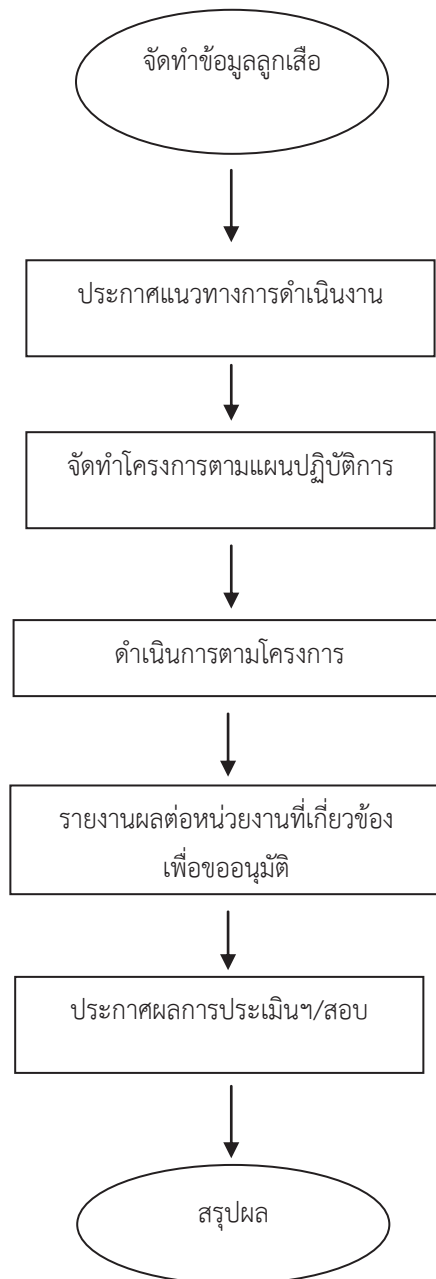 จัดทำข้อมูลลูกเสือ
ประกาศแนวทางการดำเนินงาน
จัดทำโครงการตามแผนปฏิบัติการ
ดำเนินการตามโครงการ
รายงานผลต่อหน่วยงานที่เกี่ยวข้อง
เพื่อขออนุมัติ
ประกาศผลการประเมินฯ/สอบ
สรุปผล